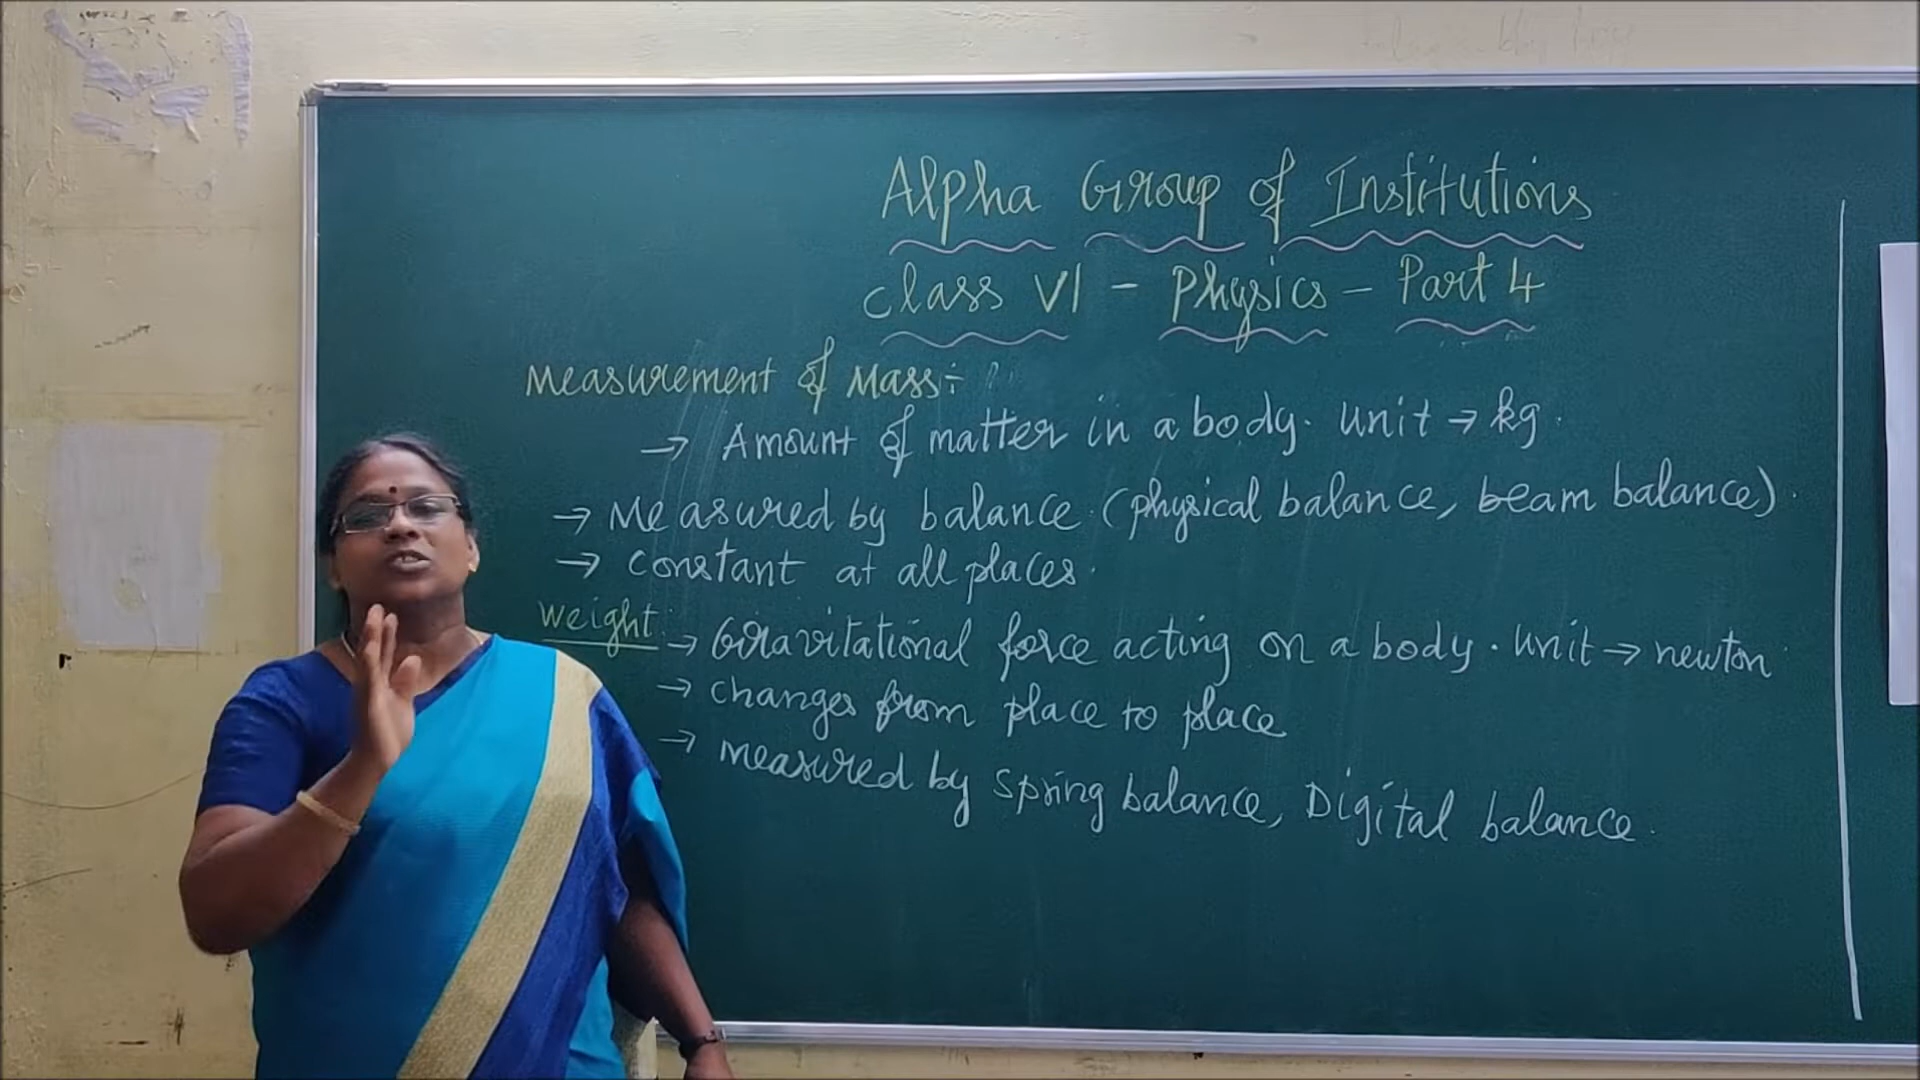 Alpha Group of Institutions
Class VI - Physics - Part 4
Measurement of Mass:-
→ Amount of matter in a body. unit → kg.
→ Measured by balance (physical balance, beam balance).
→ Constant at all places.
Weight: → Gravitational force acting on a body. unit → newton
→ Changes from place to place
→ Measured by Spring balance, Digital balance.